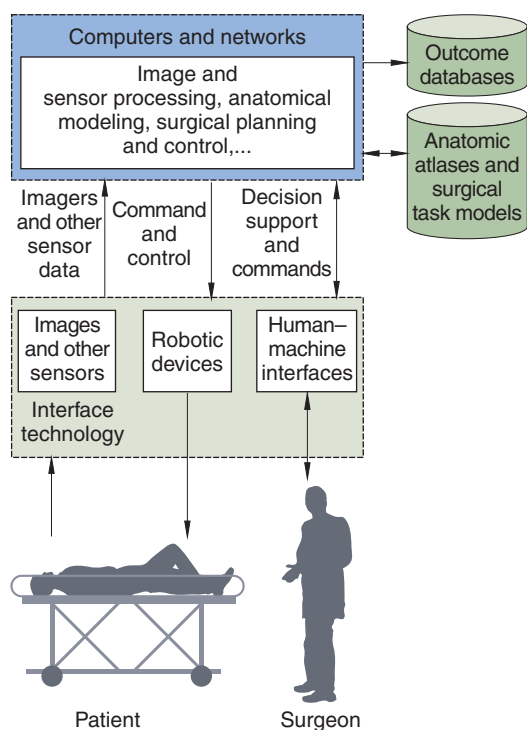 Computers and networks
Image and
sensor processing, anatomical
modeling, surgical planning
and control,...
Outcome
databases
Anatomic
atlases and
surgical
task models
Imagers
and other
sensor
data
Command
and
control
Decision
support
and
commands
Images
and other
sensors
Robotic
devices
Human–
machine
interfaces
Interface
technology
Patient
Surgeon